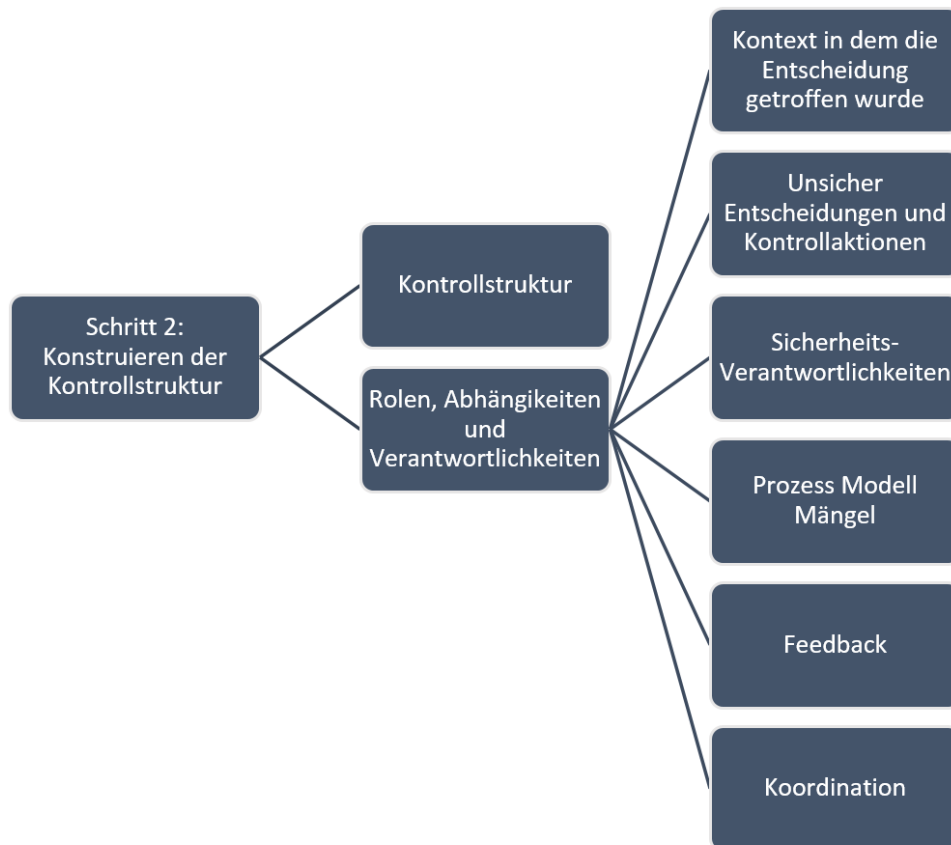 Schritt 2:
Konstruieren der
Kontrollstruktur
Kontrollstruktur
Rolen, Abhängikeiten
und
Verantwortlichkeiten
Kontext in dem die
Entscheidung
getroffen wurde
Unsicher
Entscheidungen und
Kontrollaktionen
Sicherheits-
Verantwortlichkeiten
Prozess Modell
Mängel
Feedback
Koordination